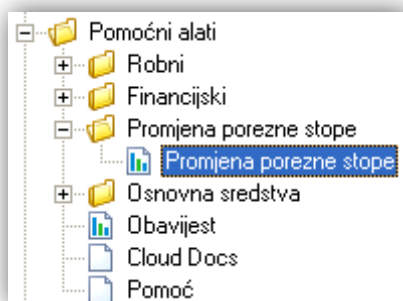 Pomoćni alati
Robni
Financijski
Promjena porezne stope
Promjena porezne stope
Osnovna sredstva
Obavijest
Cloud Docs
Pomoć